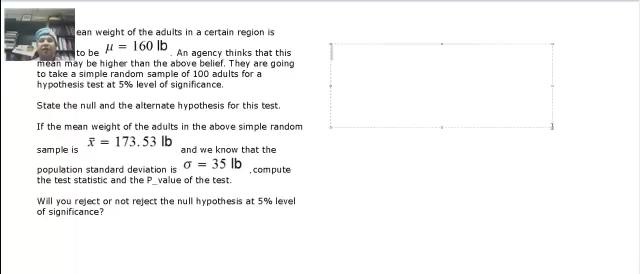 ean weight of the adults in a certain region is
to be μ = 160 lb . An agency thinks that this
mean may be higher than the above belief. They are going
to take a simple random sample of 100 adults for a
hypothesis test at 5% level of significance.
State the null and the alternate hypothesis for this test.
If the mean weight of the adults in the above simple random
sample is x̄ = 173.53 lb and we know that the
population standard deviation is σ = 35 lb ,compute
the test statistic and the P_value of the test.
Will you reject or not reject the null hypothesis at 5% level
of significance?